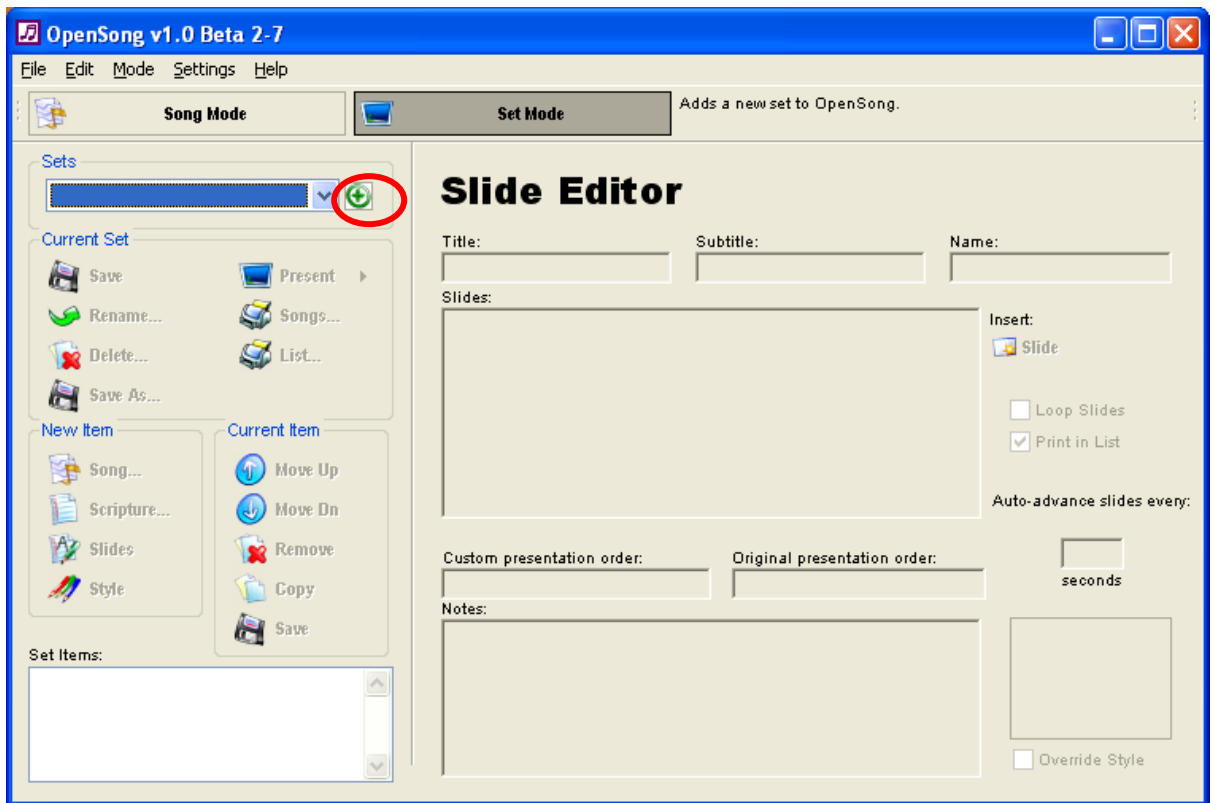 OpenSong v1.0 Beta 2-7
File Edit Mode Settings Help
Song Mode
Set Mode
Adds a new set to OpenSong.
Sets
Current Set
Save
Present
Rename...
Songs...
Delete...
List...
Save As...
New Item
Current Item
Song...
Move Up
Scripture...
Move Dn
Slides
Remove
Style
Copy
Save
Set Items:
Slide Editor
Title:
Subtitle:
Name:
Slides:
Insert:
Slide
Loop Slides
Print in List
Auto-advance slides every:
seconds
Custom presentation order:
Original presentation order:
Notes:
Override Style